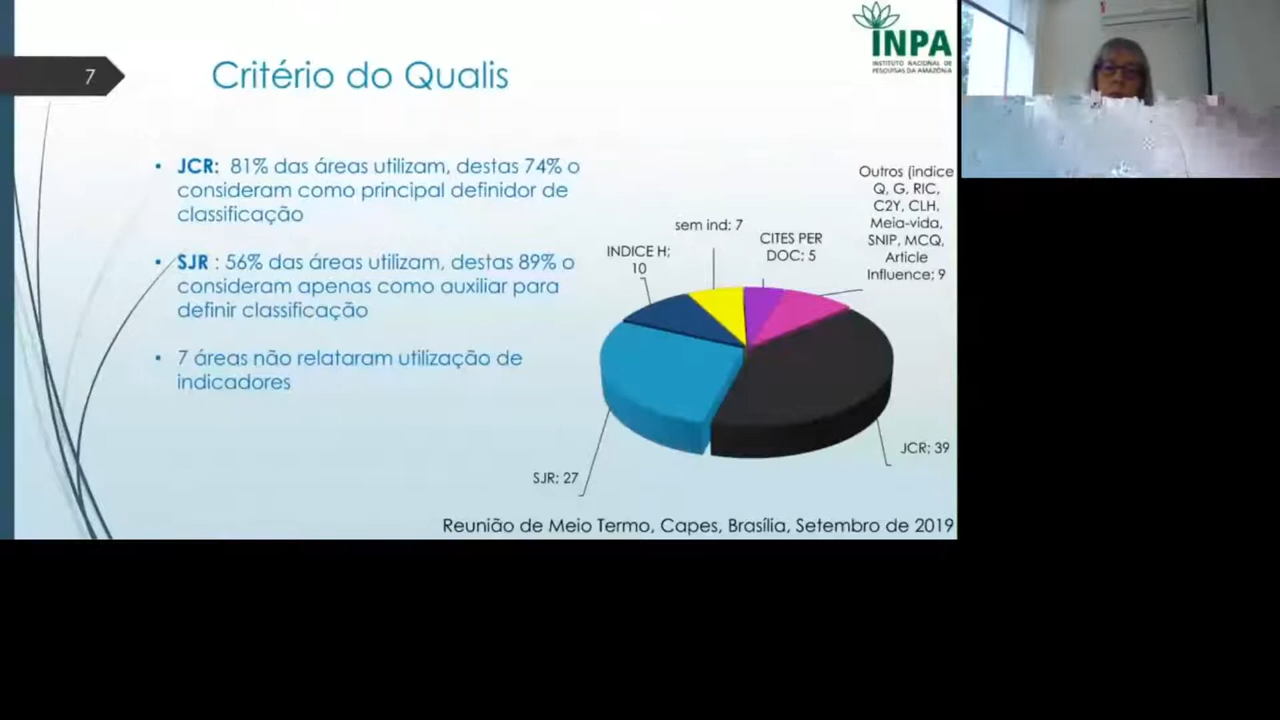 7
Critério do Qualis
INPA
INSTITUTO NACIONAL DE
PESQUISAS DA AMAZÔNIA
• JCR: 81% das áreas utilizam, destas 74% o
consideram como principal definidor de
classificação
• SJR : 56% das áreas utilizam, destas 89% o
consideram apenas como auxiliar para
definir classificação
• 7 áreas não relataram utilização de
indicadores
Outros (índice
Q, G, RIC,
C2Y, CLH,
Meia-vida,
SNIP, MCQ,
Article
Influence; 9
sem ind; 7
CITES PER
DOC; 5
INDICE H;
10
JCR; 39
SJR; 27
Reunião de Meio Termo, Capes, Brasília, Setembro de 2019